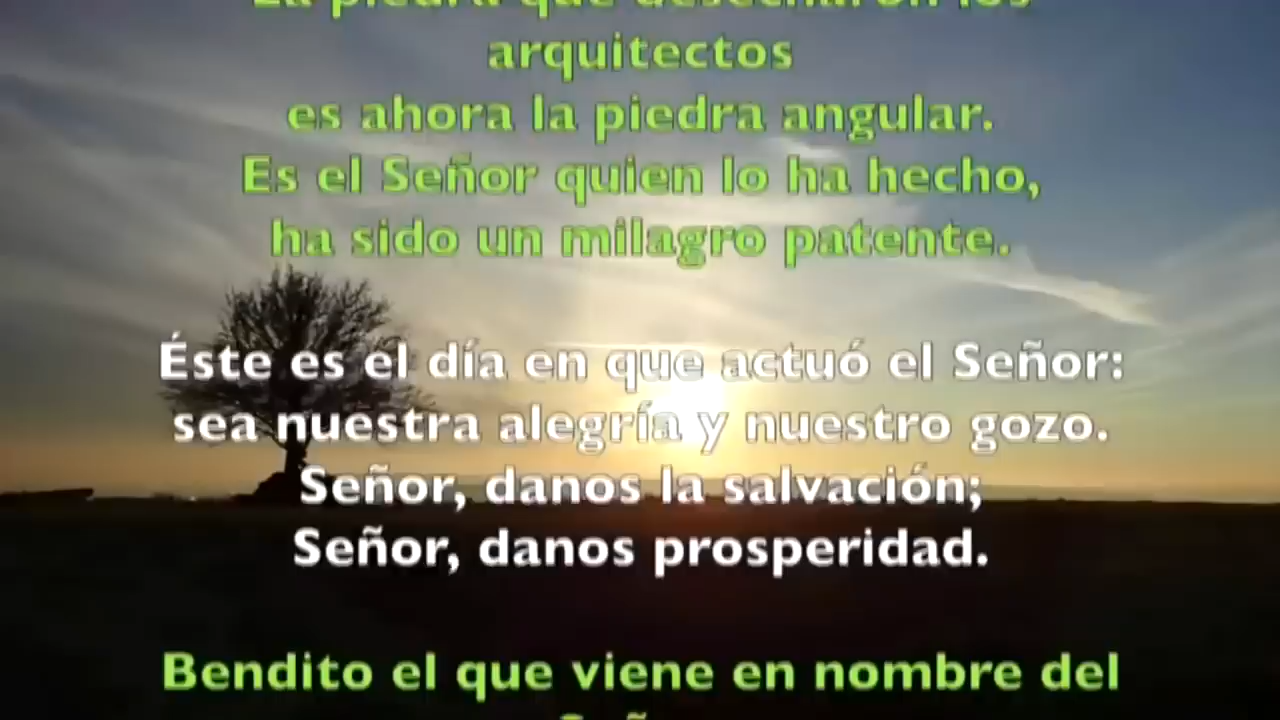 La piedra que desecharon los
arquitectos
es ahora la piedra angular.
Es el Señor quien lo ha hecho,
ha sido un milagro patente.
Éste es el día en que actuó el Señor:
sea nuestra alegría y nuestro gozo.
Señor, danos la salvación;
Señor, danos prosperidad.
Bendito el que viene en nombre del